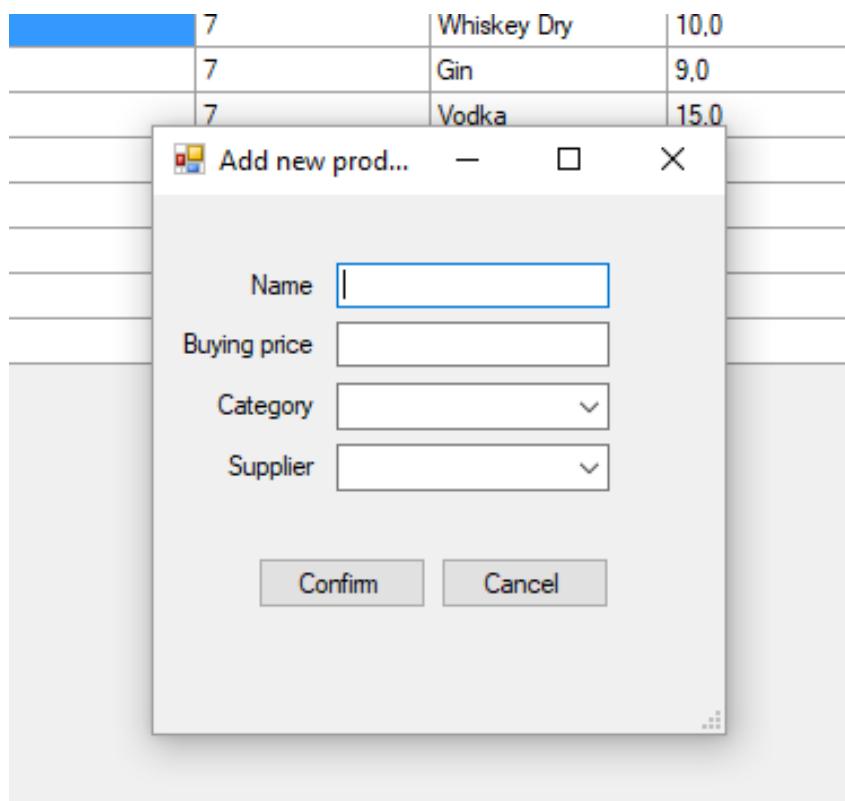 7 Whiskey Dry 10,0
7 Gin 9,0
7 Vodka 15,0
Add new prod...
Name
Buying price
Category
Supplier
Confirm Cancel